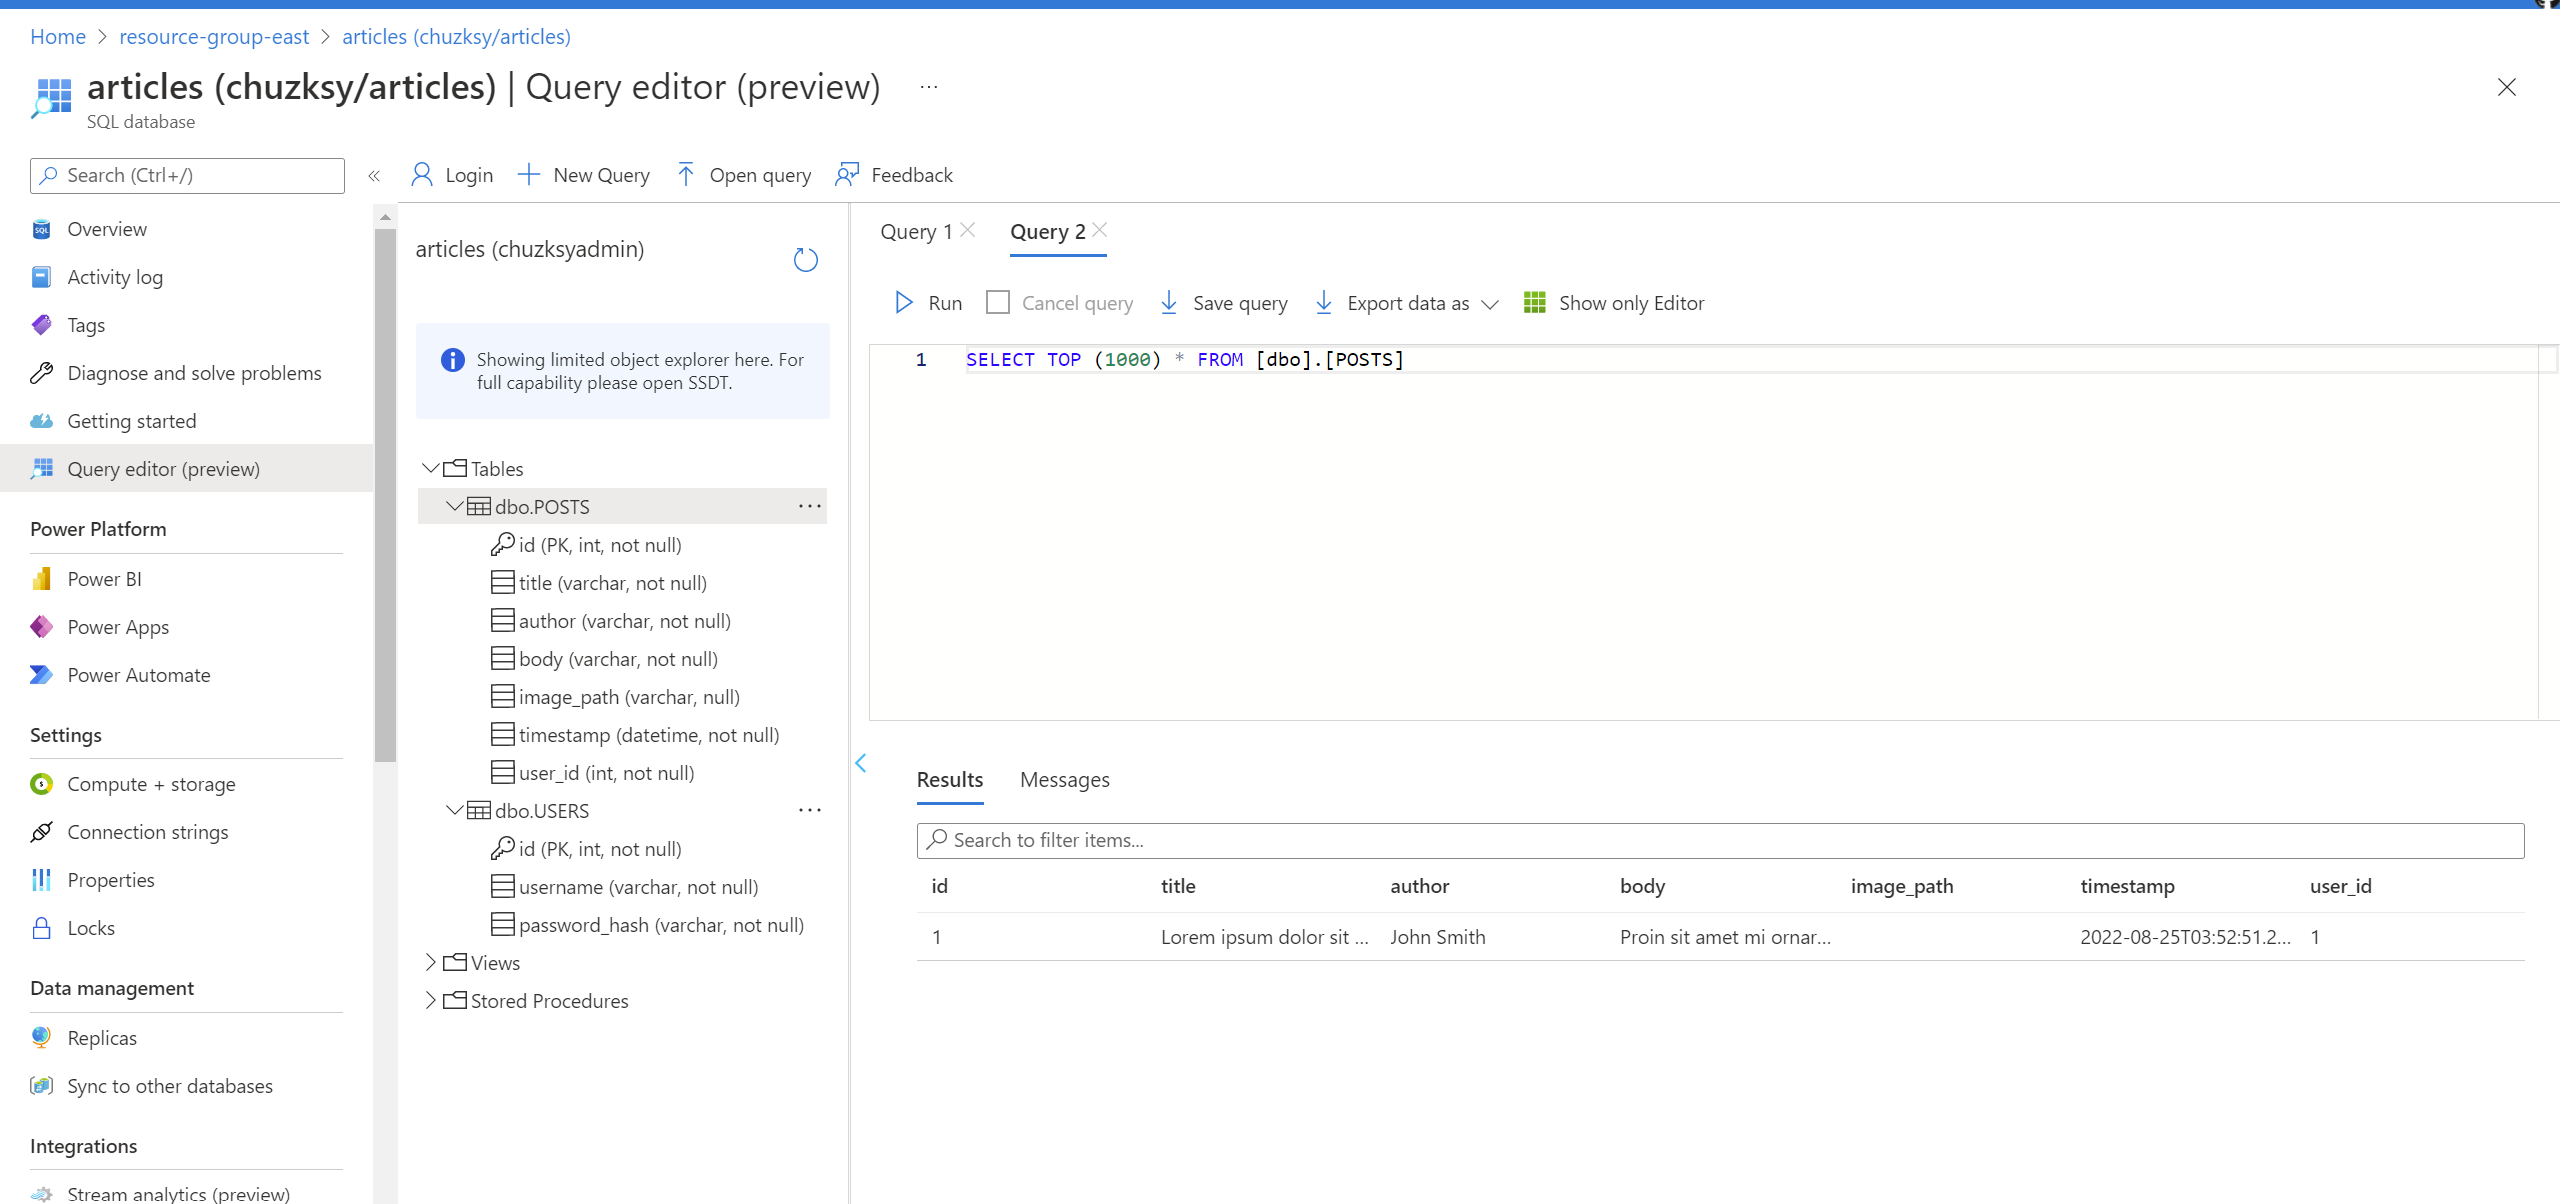 Home > resource-group-east > articles (chuzksy/articles)
articles (chuzksy/articles) | Query editor (preview) ...
SQL database
Search (Ctrl+/)
«
Overview
Activity log
Tags
Diagnose and solve problems
Getting started
Query editor (preview)
Power Platform
Power BI
Power Apps
Power Automate
Settings
Compute + storage
Connection strings
Properties
Locks
Data management
Replicas
Sync to other databases
Integrations
Stream analytics (preview)
Login New Query Open query Feedback
articles (chuzksyadmin)
Showing limited object explorer here. For
full capability please open SSDT.
Tables
dbo.POSTS ...
id (PK, int, not null)
title (varchar, not null)
author (varchar, not null)
body (varchar, not null)
image_path (varchar, null)
timestamp (datetime, not null)
user_id (int, not null)
dbo.USERS ...
id (PK, int, not null)
username (varchar, not null)
password_hash (varchar, not null)
Views
Stored Procedures
Query 1 Query 2
Run Cancel query Save query Export data as Show only Editor
1 SELECT TOP (1000) * FROM [dbo].[POSTS]
Results Messages
Search to filter items...
id title author body image_path timestamp user_id
1 Lorem ipsum dolor sit ... John Smith Proin sit amet mi ornar... 2022-08-25T03:52:51.2... 1